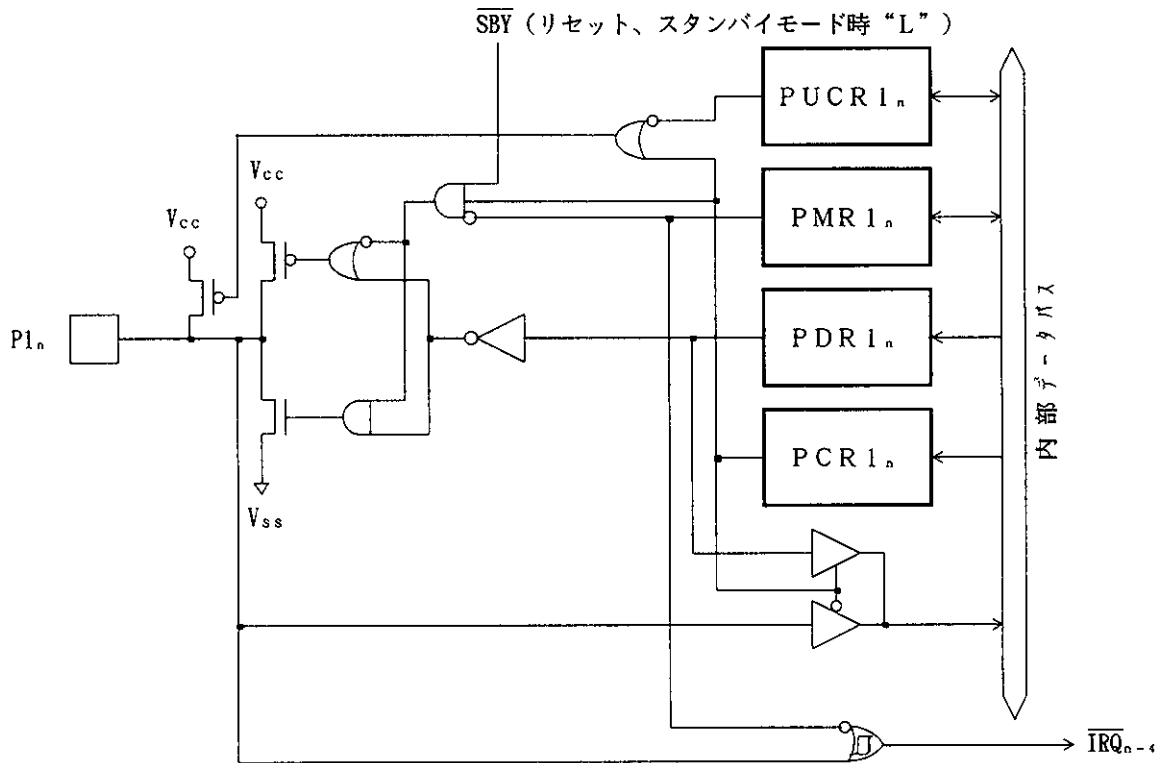 SBY（リセット、スタンバイモード時“L”）
PUCR1n
Vcc
PMR1n
Vcc
P1n
PDR1n
内部データバス
PCR1n
Vss
IRQn-4